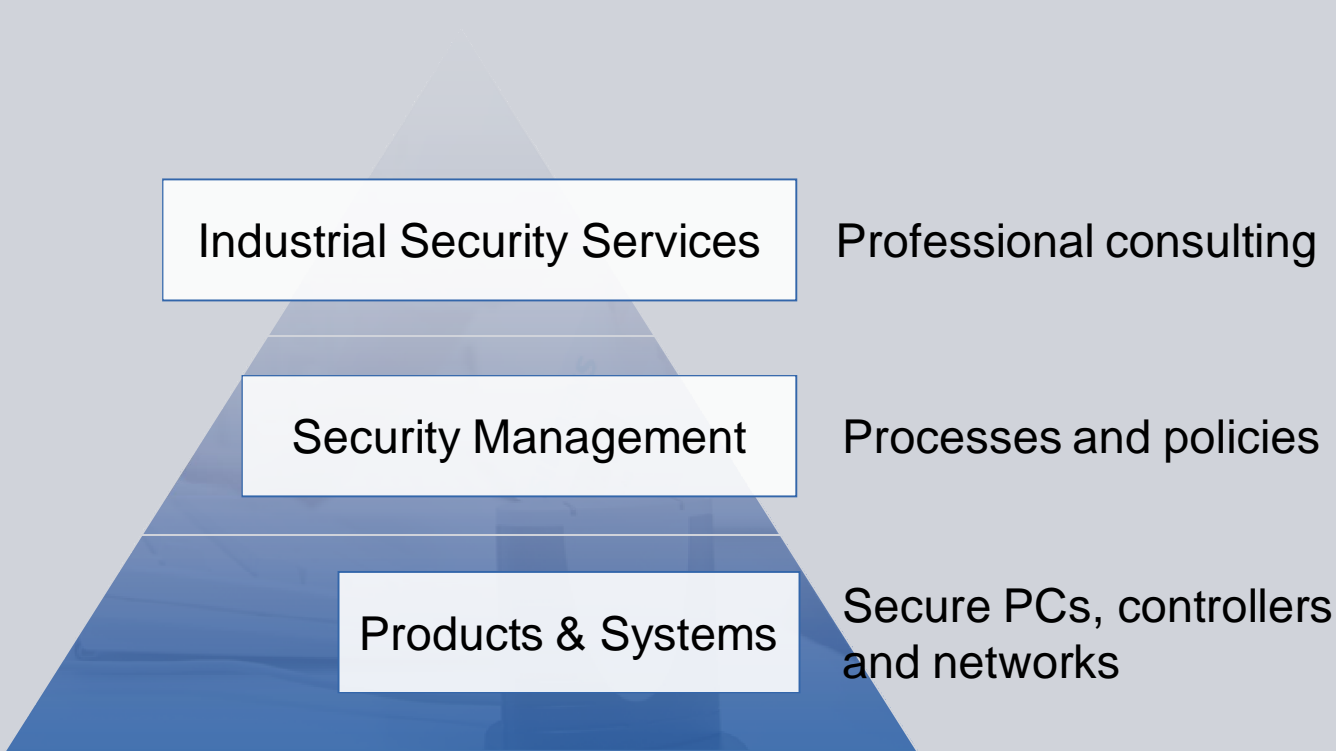 Industrial Security Services
Professional consulting
Security Management
Processes and policies
Products & Systems
Secure PCs, controllers
and networks